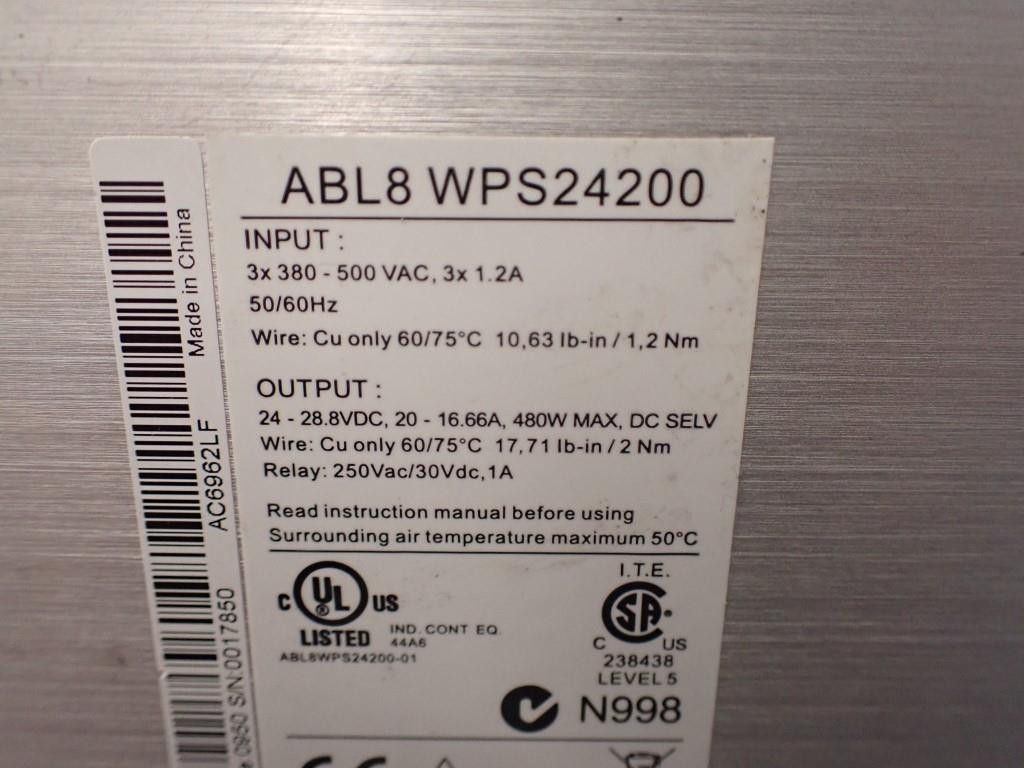 ABL8 WPS24200
INPUT :
3x 380 - 500 VAC, 3x 1.2A
50/60Hz
Wire: Cu only 60/75°C 10,63 lb-in / 1,2 Nm
OUTPUT :
24 - 28.8VDC, 20 - 16.66A, 480W MAX, DC SELV
Wire: Cu only 60/75°C 17,71 lb-in / 2 Nm
Relay: 250Vac/30Vdc,1A
Read instruction manual before using
Surrounding air temperature maximum 50°C
C UL ® US
LISTED
IND. CONT EQ.
44A6
ABL8WPS24200-01
I.T.E.
SA
C US
238438
LEVEL 5
N998
CE
Made in China
AC6962LF
0950 S/N:0017850